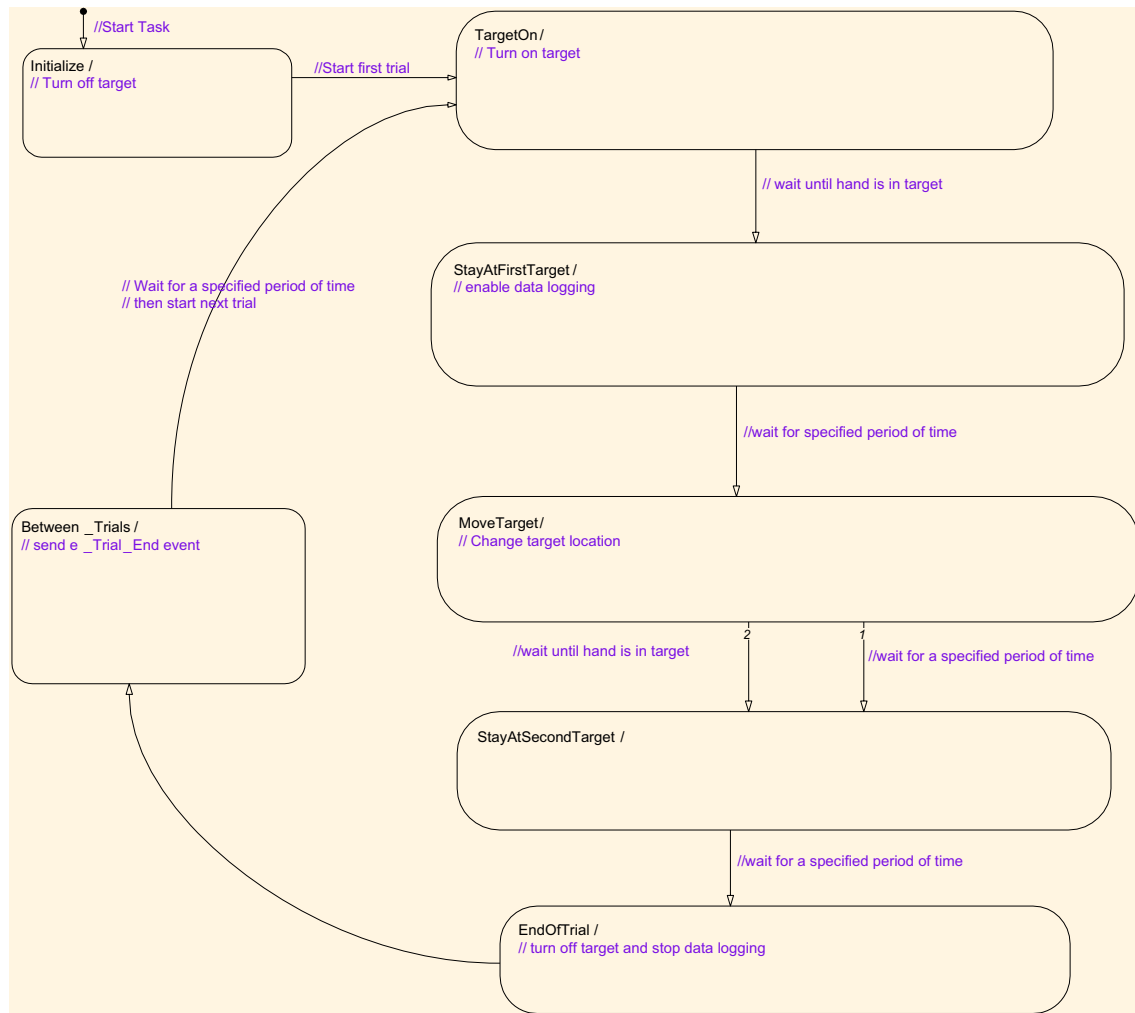 //Start Task
Initialize /
// Turn off target
//Start first trial
TargetOn /
// Turn on target
// wait until hand is in target
StayAtFirstTarget /
// enable data logging
// Wait for a specified period of time
// then start next trial
//wait for specified period of time
Between _Trials /
// send e _Trial_End event
MoveTarget/
// Change target location
2
1
//wait until hand is in target
//wait for a specified period of time
StayAtSecondTarget /
//wait for a specified period of time
EndOfTrial /
// turn off target and stop data logging